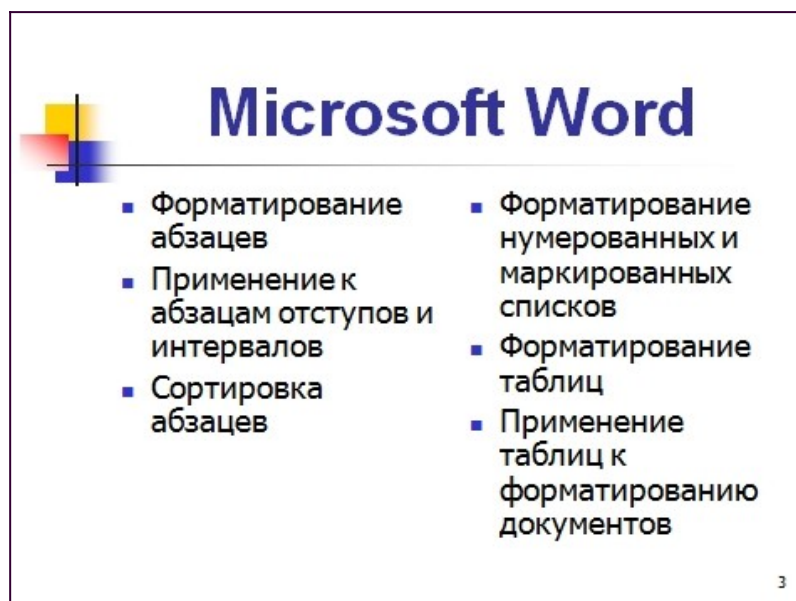 Microsoft Word
Форматирование
абзацев
Применение к
абзацам отступов и
интервалов
Сортировка
абзацев
Форматирование
нумерованных и
маркированных
списков
Форматирование
таблиц
Применение
таблиц к
форматированию
документов
3